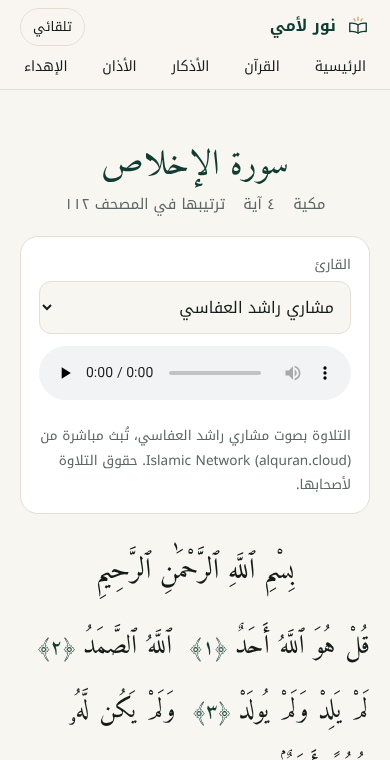 نور لأمي
تلقائي
الرئيسية القرآن الأذكار الأذان الإهداء
سورة الإخلاص
مكية ٤ آية ترتيبها في المصحف ١١٢
القارئ
مشاري راشد العفاسي
0:00 / 0:00
التلاوة بصوت مشاري راشد العفاسي، تُبث مباشرة من
Islamic Network (alquran.cloud). حقوق التلاوة
لأصحابها.
بِسْمِ ٱللَّهِ ٱلرَّحْمَٰنِ ٱلرَّحِيمِ
قُلْ هُوَ ٱللَّهُ أَحَدٌ ﴿١﴾ ٱللَّهُ ٱلصَّمَدُ ﴿٢﴾
لَمْ يَلِدْ وَلَمْ يُولَدْ ﴿٣﴾ وَلَمْ يَكُن لَّهُۥ